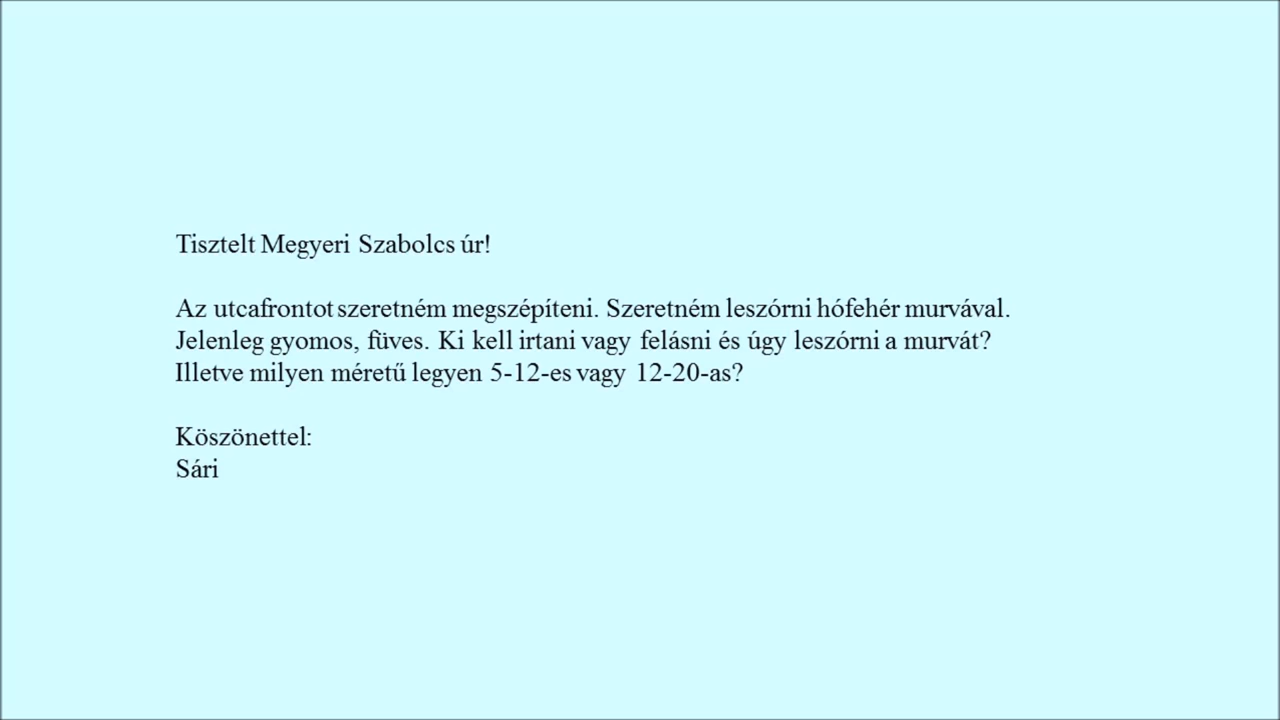 Tisztelt Megyeri Szabolcs úr!
Az utcafrontot szeretném megszépíteni. Szeretném leszórni hófehér murvával.
Jelenleg gyomos, füves. Ki kell irtani vagy felásni és úgy leszórni a murvát?
Illetve milyen méretű legyen 5-12-es vagy 12-20-as?
Köszönettel:
Sári